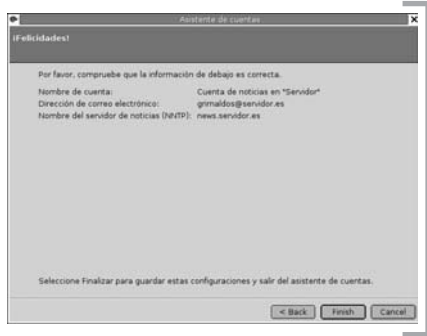 Asistente de cuentas
¡Felicidades!
Por favor, compruebe que la información de debajo es correcta.
Nombre de cuenta: Cuenta de noticias en "Servidor"
Dirección de correo electrónico: grimaldos@servidor.es
Nombre del servidor de noticias (NNTP): news.servidor.es
Seleccione Finalizar para guardar estas configuraciones y salir del asistente de cuentas.
< Back Finish Cancel